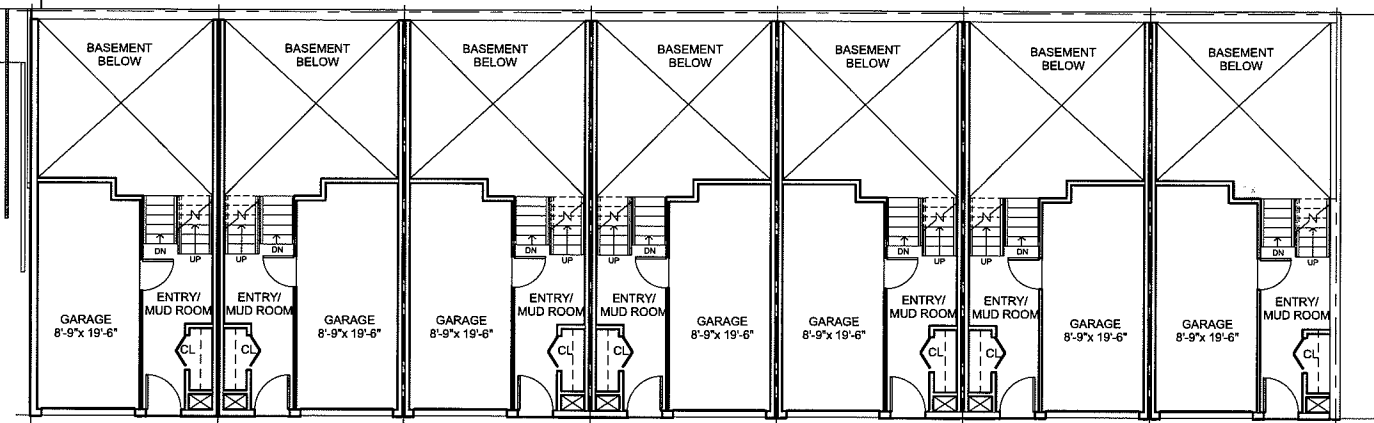 BASEMENT
BELOW
BASEMENT
BELOW
BASEMENT
BELOW
BASEMENT
BELOW
BASEMENT
BELOW
BASEMENT
BELOW
BASEMENT
BELOW
DN
UP
UP
DN
DN
UP
UP
DN
DN
UP
UP
DN
DN
UP
GARAGE
8'-9"x 19'-6"
ENTRY/
MUD ROOM
CL
ENTRY/
MUD ROOM
CL
GARAGE
8'-9"x 19'-6"
GARAGE
8'-9"x 19'-6"
ENTRY/
MUD ROOM
CL
ENTRY/
MUD ROOM
CL
GARAGE
8'-9"x 19'-6"
GARAGE
8'-9"x 19'-6"
ENTRY/
MUD ROOM
CL
ENTRY/
MUD ROOM
CL
GARAGE
8'-9"x 19'-6"
GARAGE
8'-9"x 19'-6"
ENTRY/
MUD ROOM
CL